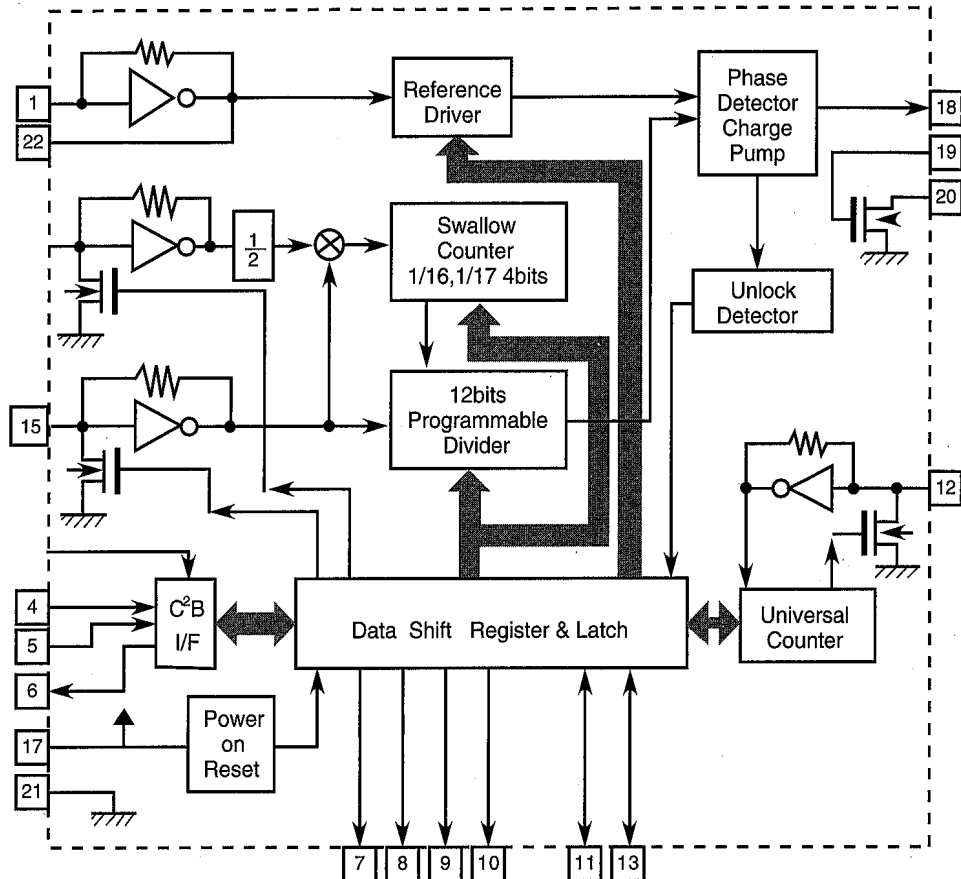 1
22
Reference
Driver
Phase
Detector
Charge
Pump
18
19
20
1
2
Swallow
Counter
1/16,1/17 4bits
Unlock
Detector
15
12bits
Programmable
Divider
12
4
5
6
C²B
I/F
Data Shift Register & Latch
Universal
Counter
17
Power
on
Reset
21
7
8
9
10
11
13